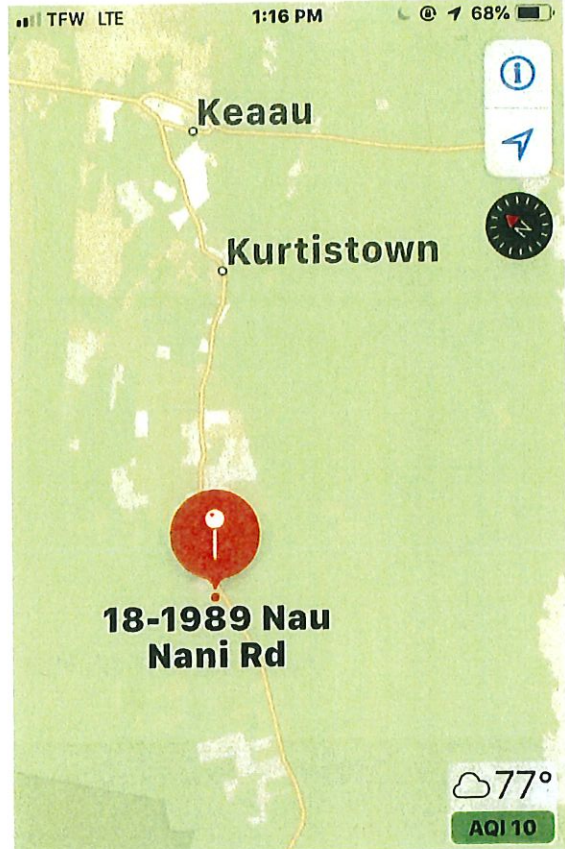 TFW LTE
1:16 PM
68%
Keaau
Kurtistown
18-1989 Nau
Nani Rd
77°
AQI 10
N